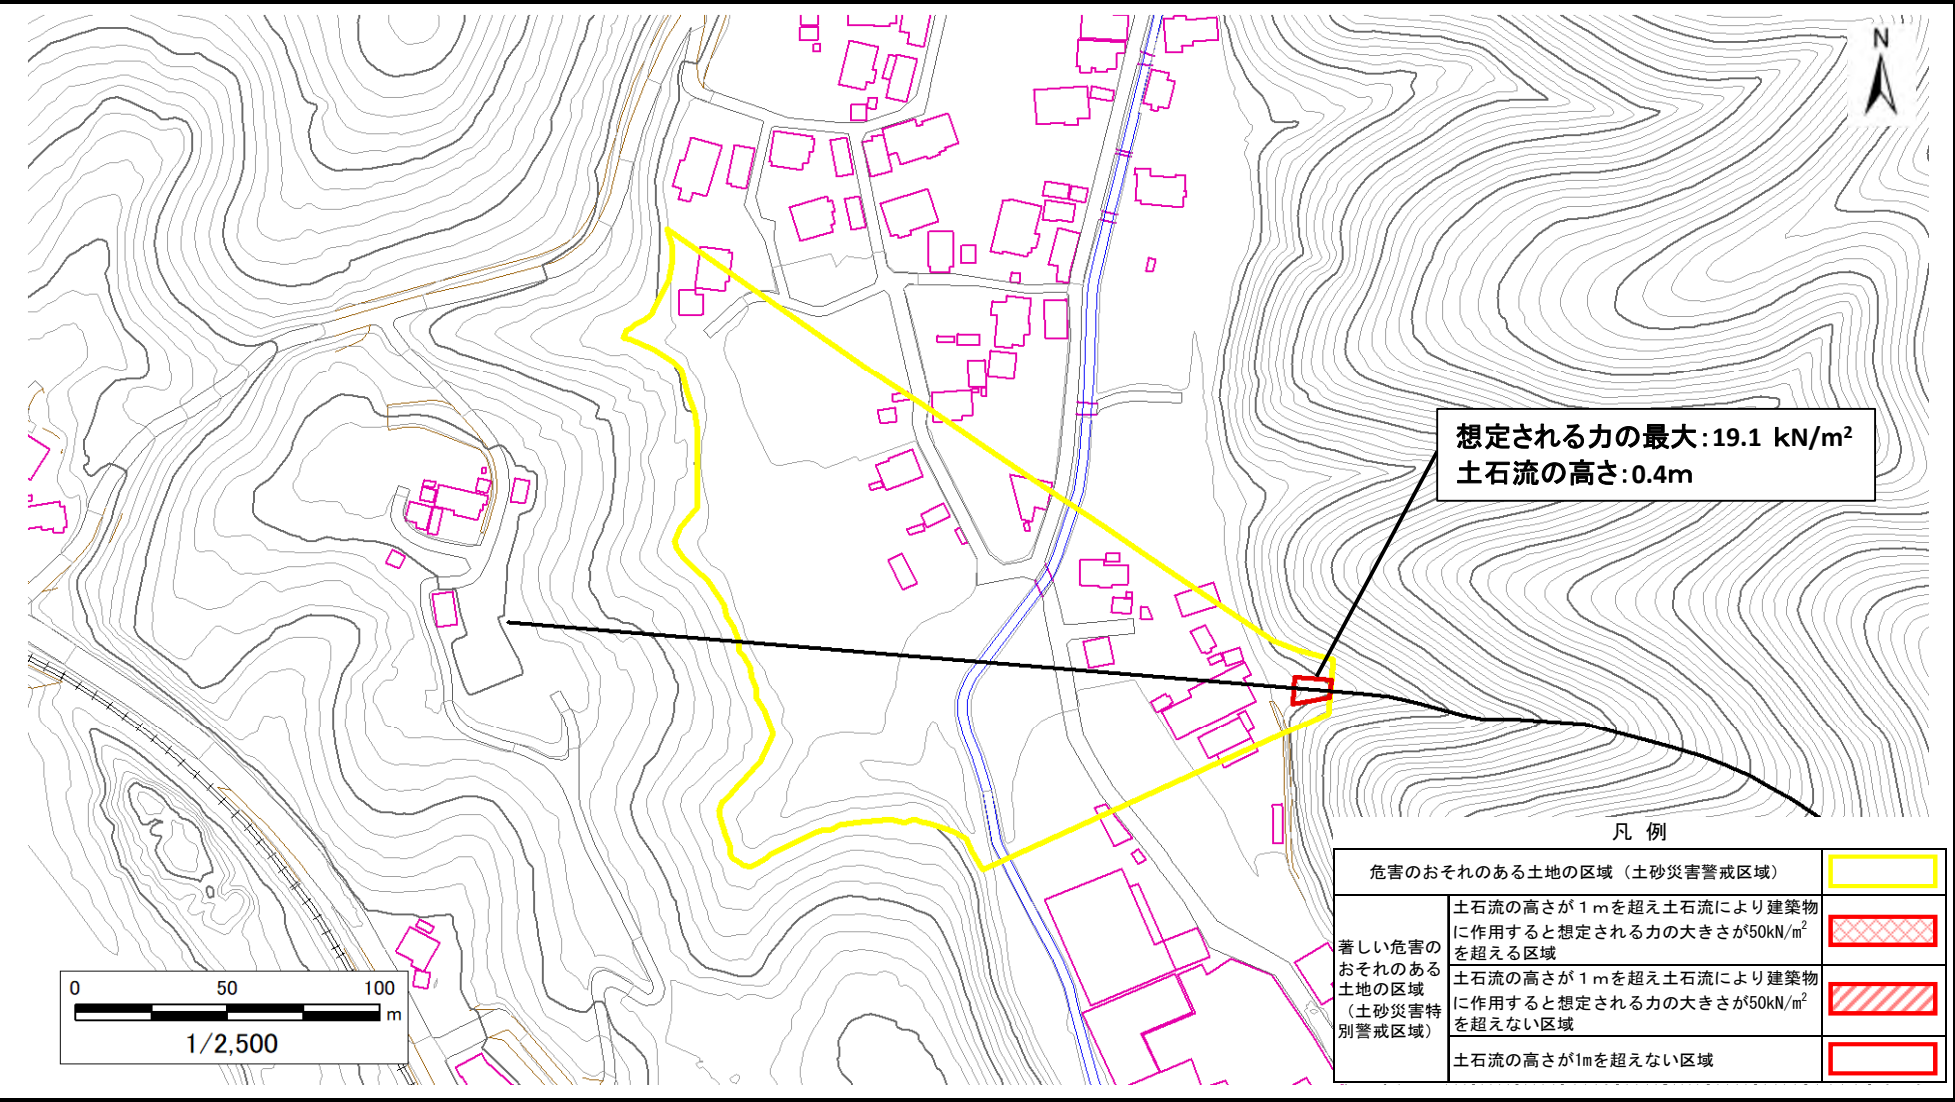 N
想定される力の最大：19.1 kN/m²
土石流の高さ：0.4m
凡 例
危害のおそれのある土地の区域（土砂災害警戒区域）
著しい危害の
おそれのある
土地の区域
（土砂災害特
別警戒区域）
土石流の高さが１ｍを超え土石流により建築物
に作用すると想定される力の大きさが50kN/㎡
を超える区域
土石流の高さが１ｍを超え土石流により建築物
に作用すると想定される力の大きさが50kN/㎡
を超えない区域
土石流の高さが1mを超えない区域
0 50 100
m
1/2,500